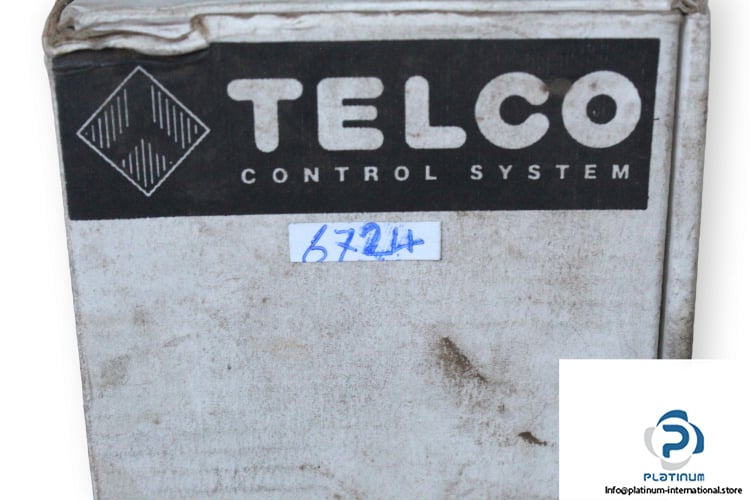 TELCO
CONTROL SYSTEM
6724
PLATINUM
Info@platinum-international.store